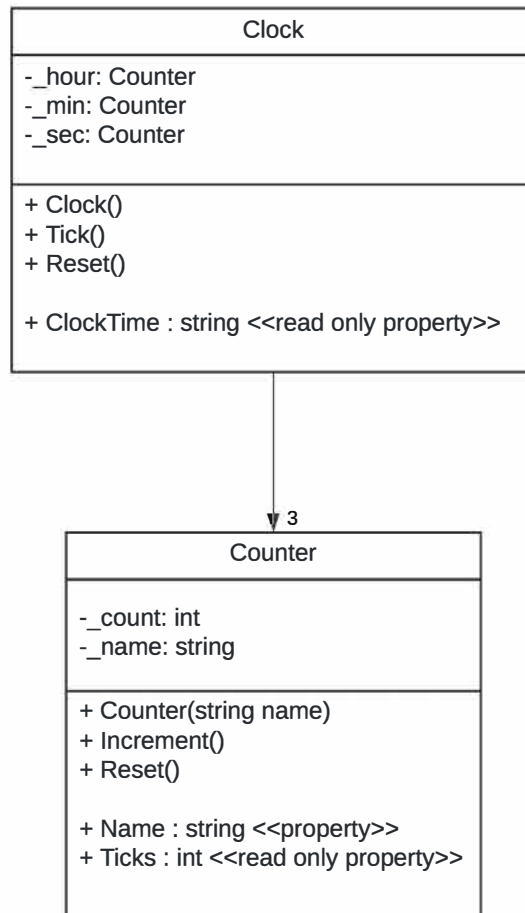 Clock
-_hour: Counter
-_min: Counter
-_sec: Counter
+ Clock()
+ Tick()
+ Reset()
+ ClockTime : string <<read only property>>
3
Counter
-_count: int
-_name: string
+ Counter(string name)
+ Increment()
+ Reset()
+ Name : string <<property>>
+ Ticks : int <<read only property>>